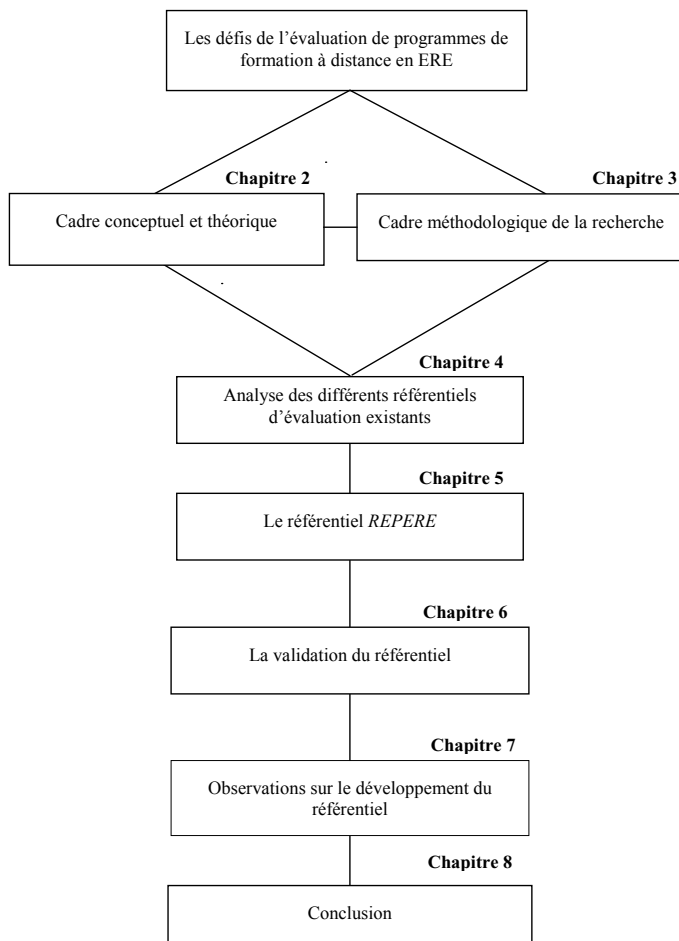 Les défis de l’évaluation de programmes de
formation à distance en ERE
Chapitre 2
Cadre conceptuel et théorique
Chapitre 3
Cadre méthodologique de la recherche
Chapitre 4
Analyse des différents référentiels
d’évaluation existants
Chapitre 5
Le référentiel REPERE
Chapitre 6
La validation du référentiel
Chapitre 7
Observations sur le développement du
référentiel
Chapitre 8
Conclusion